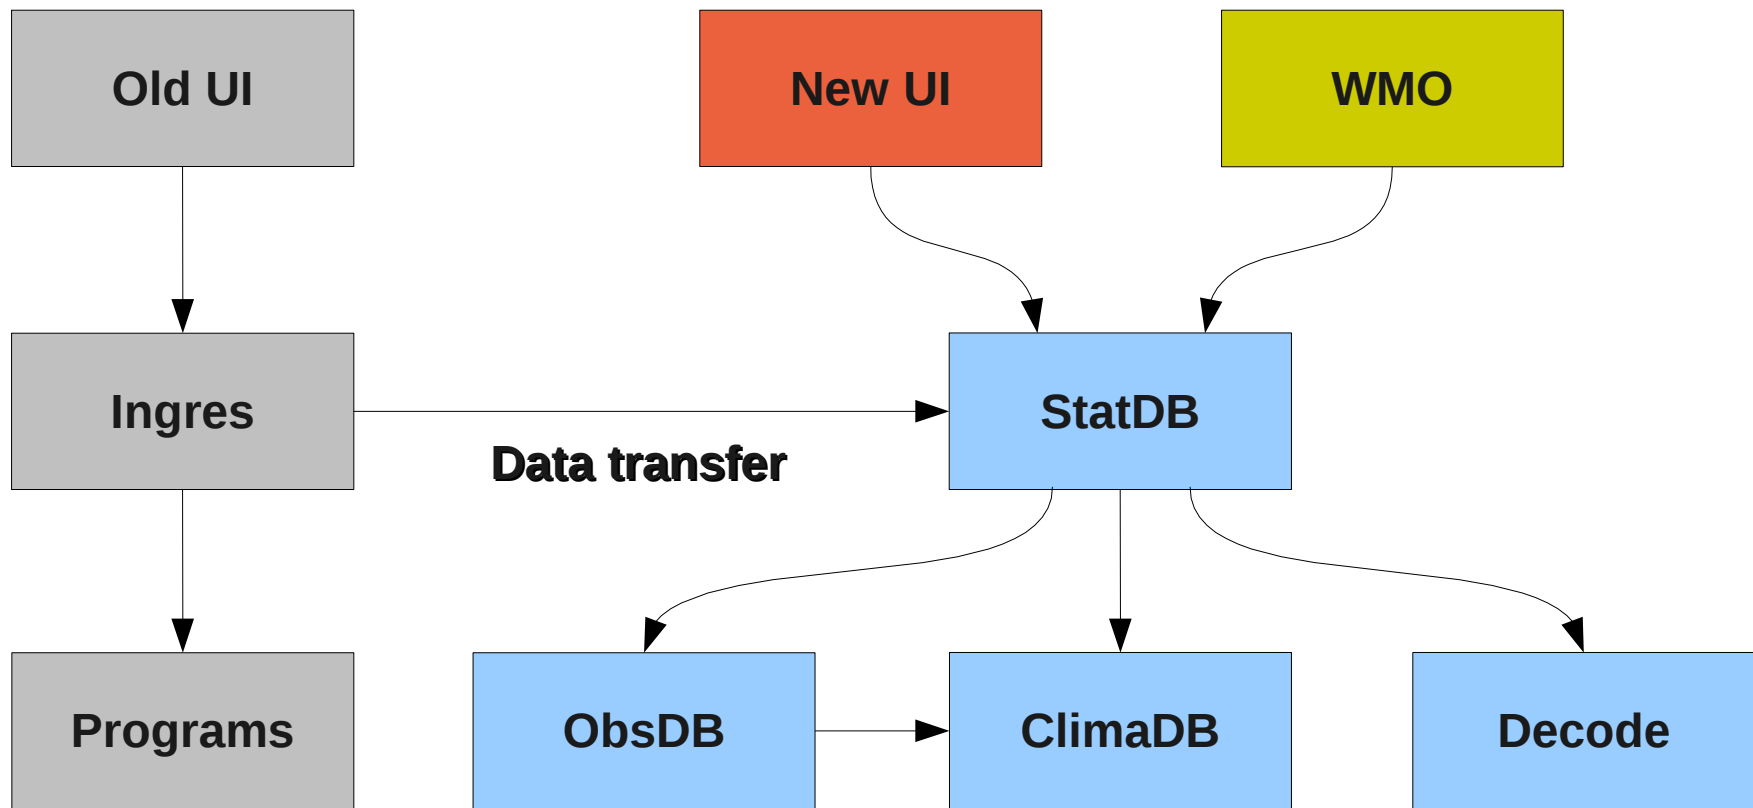 Old UI
New UI
WMO
Ingres
StatDB
Data transfer
Programs
ObsDB
ClimaDB
Decode